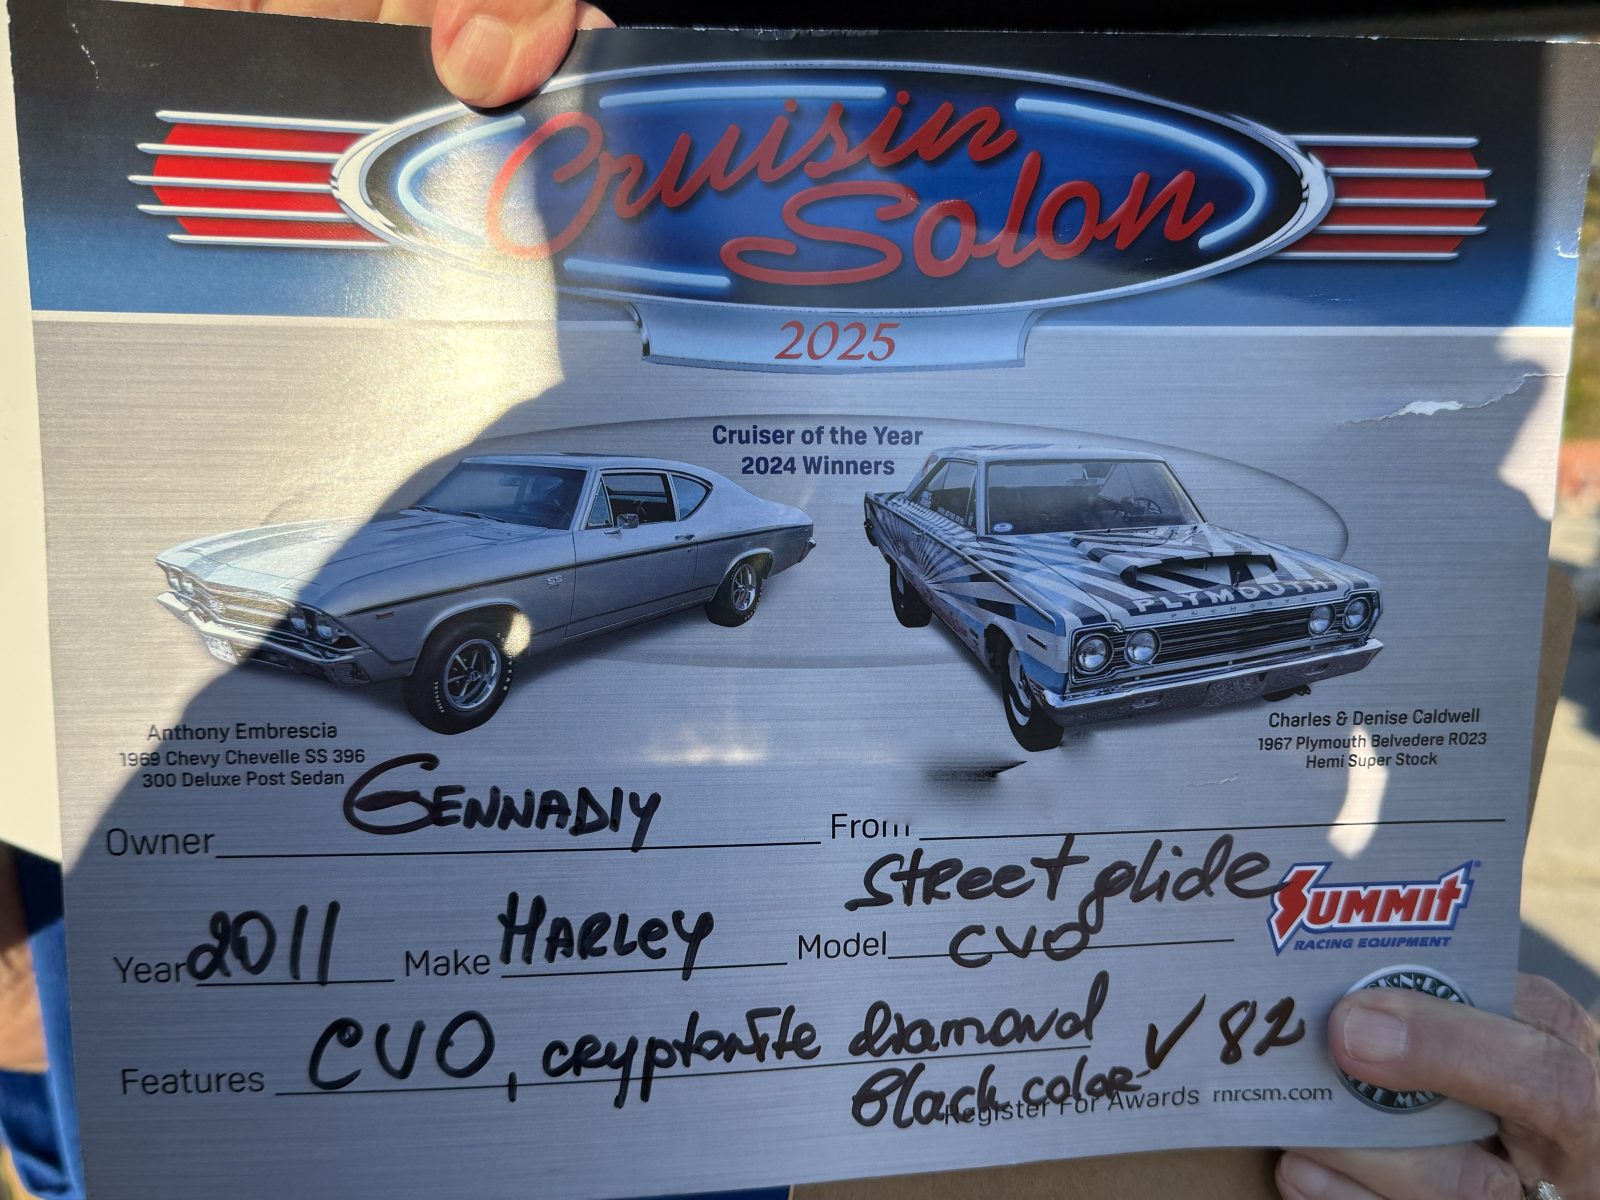 Cruisin
Solon
2025
Cruiser of the Year
2024 Winners
SS
PLYMOUTH
PLYMOUTH
Anthony Embrescia
1969 Chevy Chevelle SS 396
300 Deluxe Post Sedan
Charles & Denise Caldwell
1967 Plymouth Belvedere RO23
Hemi Super Stock
Owner GENNADIY From
Year 2011 Make HARLEY Model Street glide
CVO
SUMMIT
RACING EQUIPMENT
Features CVO, cryptonite diamond
Black color V 82
Register For Awards rnrcsm.com